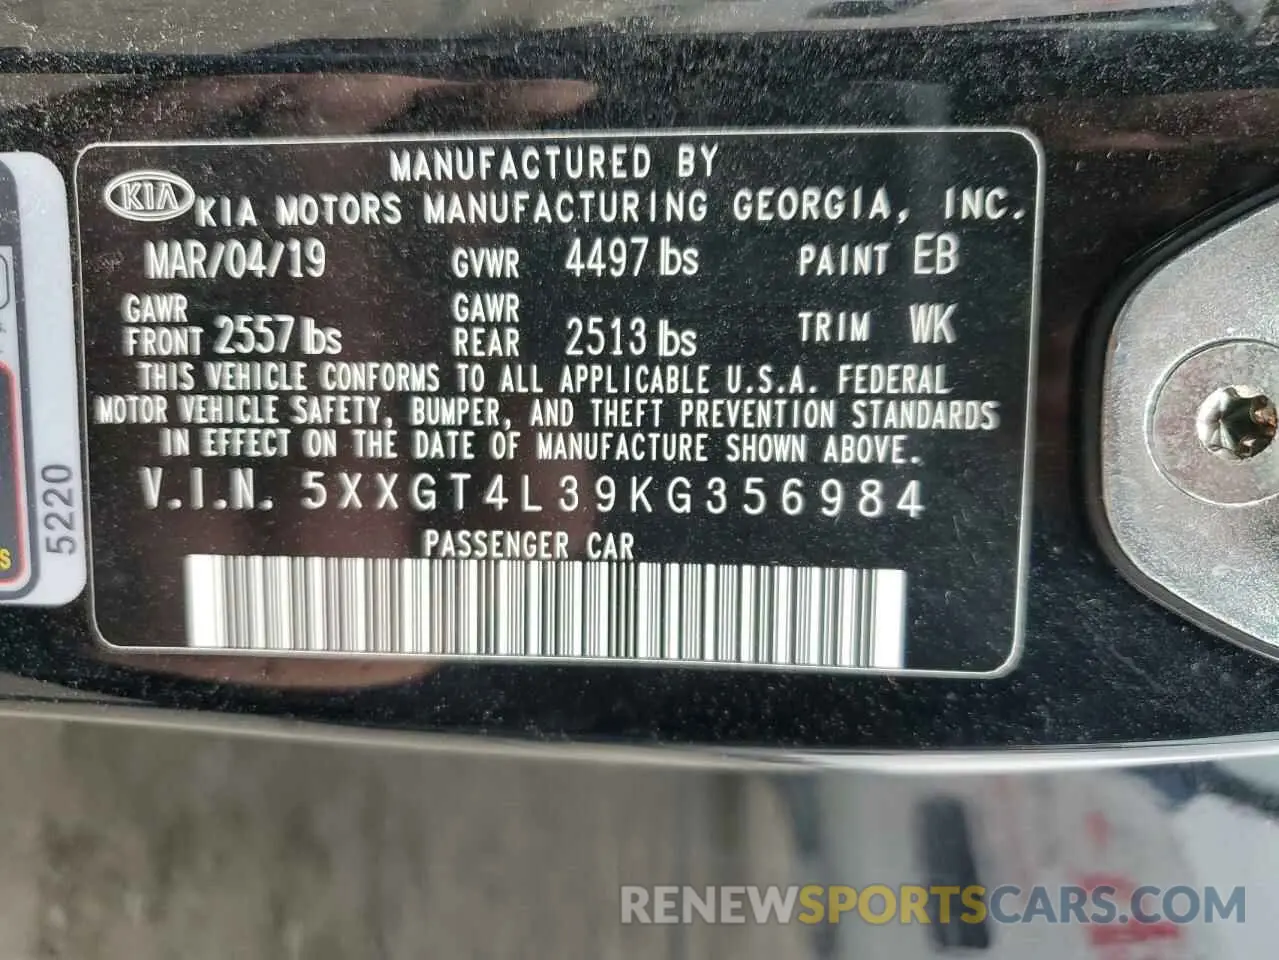 MANUFACTURED BY
KIA KIA MOTORS MANUFACTURING GEORGIA, INC.
MAR/04/19 GVWR 4497 lbs PAINT EB
GAWR FRONT 2557 lbs GAWR REAR 2513 lbs TRIM WK
THIS VEHICLE CONFORMS TO ALL APPLICABLE U.S.A. FEDERAL
MOTOR VEHICLE SAFETY, BUMPER, AND THEFT PREVENTION STANDARDS
IN EFFECT ON THE DATE OF MANUFACTURE SHOWN ABOVE.
V.I.N. 5XXGT4L39KG356984
PASSENGER CAR
5220
RENEWSPORTSCARS.COM